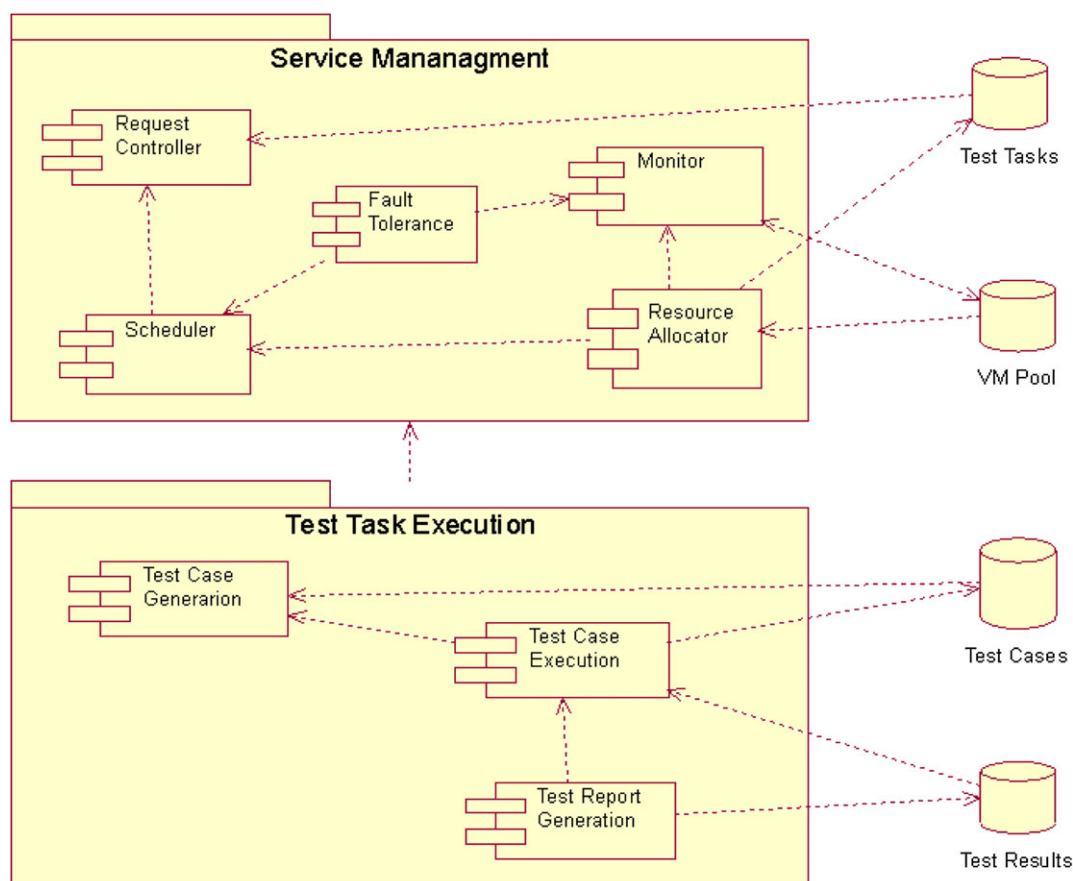 Service Mananagment
Request
Controller
Monitor
Test Tasks
Fault
Tolerance
Scheduler
Resource
Allocator
VM Pool
Test Task Execution
Test Case
Generarion
Test Case
Execution
Test Cases
Test Report
Generation
Test Results